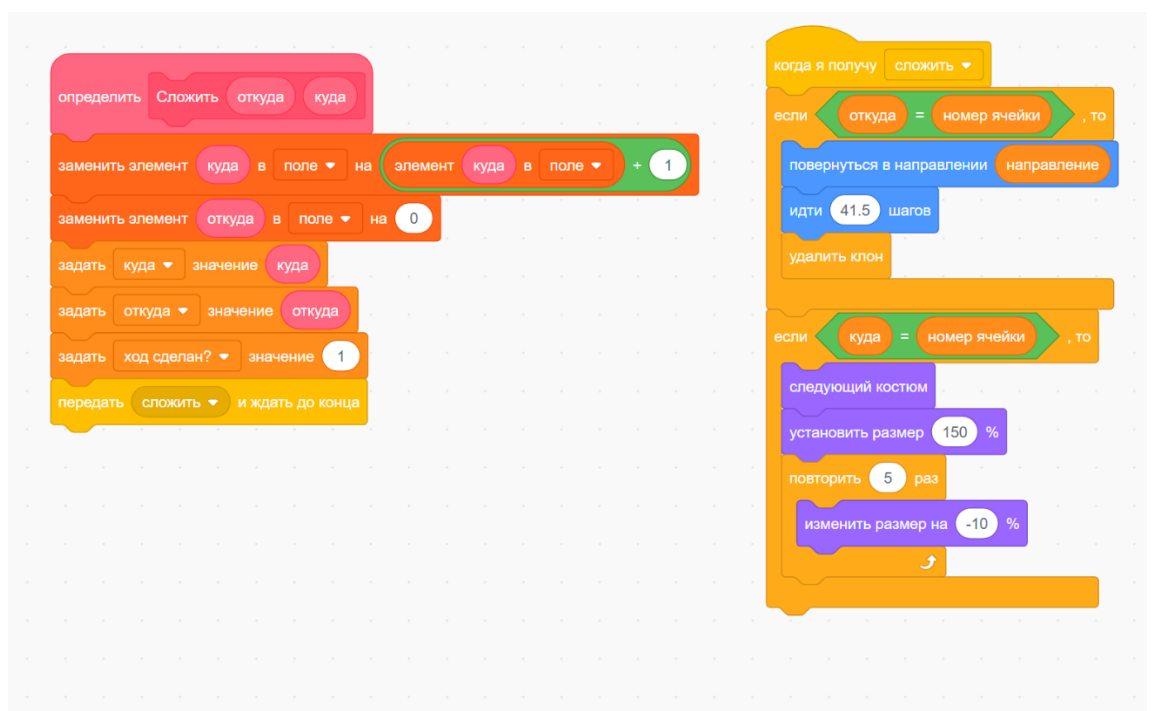 определить Сложить откуда куда
заменить элемент куда в поле на элемент куда в поле + 1
заменить элемент откуда в поле на 0
задать куда значение куда
задать откуда значение откуда
задать ход сделан? значение 1
передать сложить и ждать до конца
когда я получу сложить
если откуда = номер ячейки , то
повернуться в направлении направление
идти 41.5 шагов
удалить клон
если куда = номер ячейки , то
следующий костюм
установить размер 150 %
повторить 5 раз
изменить размер на -10 %